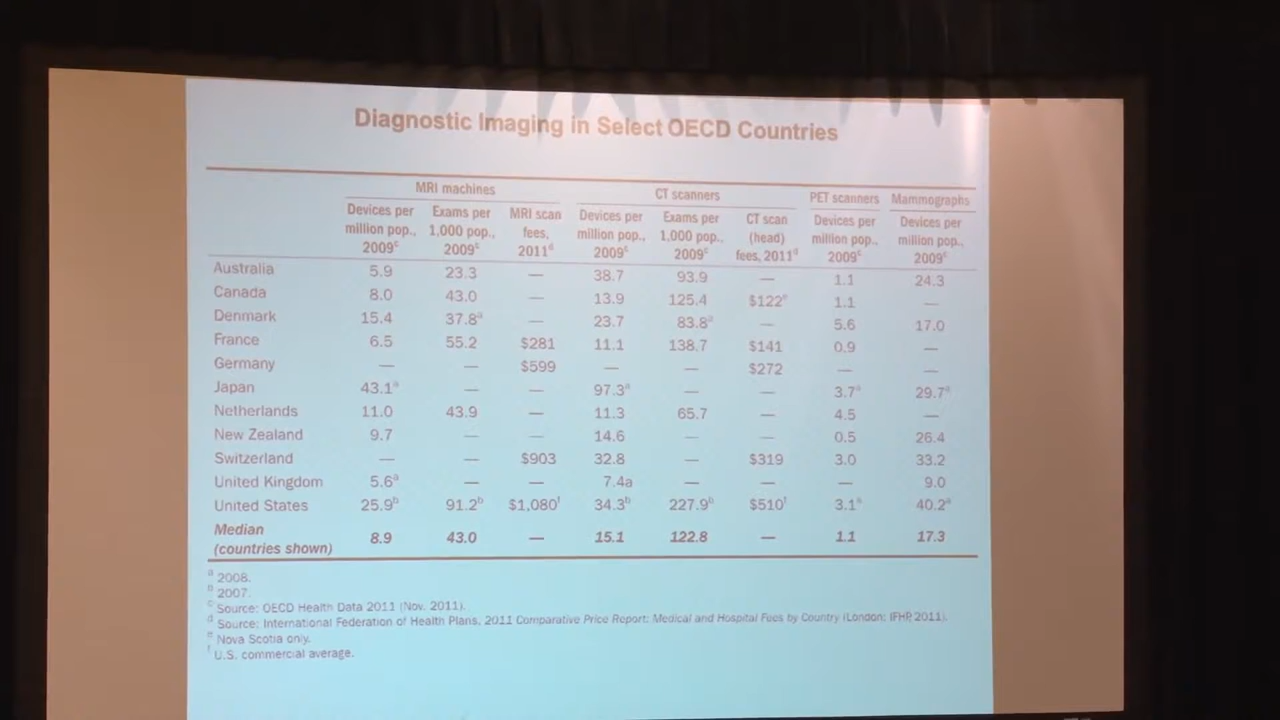 Diagnostic Imaging in Select OECD Countries
MRI machines CT scanners PET scanners Mammographs
Devices per million pop., 2009ᶜ Exams per 1,000 pop., 2009ᶜ MRI scan fees, 2011ᵈ Devices per million pop., 2009ᶜ Exams per 1,000 pop., 2009ᶜ CT scan (head) fees, 2011ᵈ Devices per million pop., 2009ᶜ Devices per million pop., 2009ᶜ
Australia 5.9 23.3 — 38.7 93.9 — 1.1 24.3
Canada 8.0 43.0 — 13.9 125.4 $122ᵉ 1.1 —
Denmark 15.4 37.8ᵃ — 23.7 83.8ᵃ — 5.6 17.0
France 6.5 55.2 $281 11.1 138.7 $141 0.9 —
Germany — — $599 — — $272 — —
Japan 43.1ᵃ — — 97.3ᵃ — — 3.7ᵃ 29.7ᵃ
Netherlands 11.0 43.9 — 11.3 65.7 — 4.5 —
New Zealand 9.7 — — 14.6 — — 0.5 26.4
Switzerland — — $903 32.8 — $319 3.0 33.2
United Kingdom 5.6ᵃ — — 7.4a — — — 9.0
United States 25.9ᵇ 91.2ᵇ $1,080ᶠ 34.3ᵇ 227.9ᵇ $510ᶠ 3.1ᵃ 40.2ᵃ
Median
(countries shown) 8.9 43.0 — 15.1 122.8 — 1.1 17.3
ᵃ 2008.
ᵇ 2007.
ᶜ Source: OECD Health Data 2011 (Nov. 2011).
ᵈ Source: International Federation of Health Plans, 2011 Comparative Price Report: Medical and Hospital Fees by Country (London: IFHP, 2011).
ᵉ Nova Scotia only.
ᶠ U.S. commercial average.